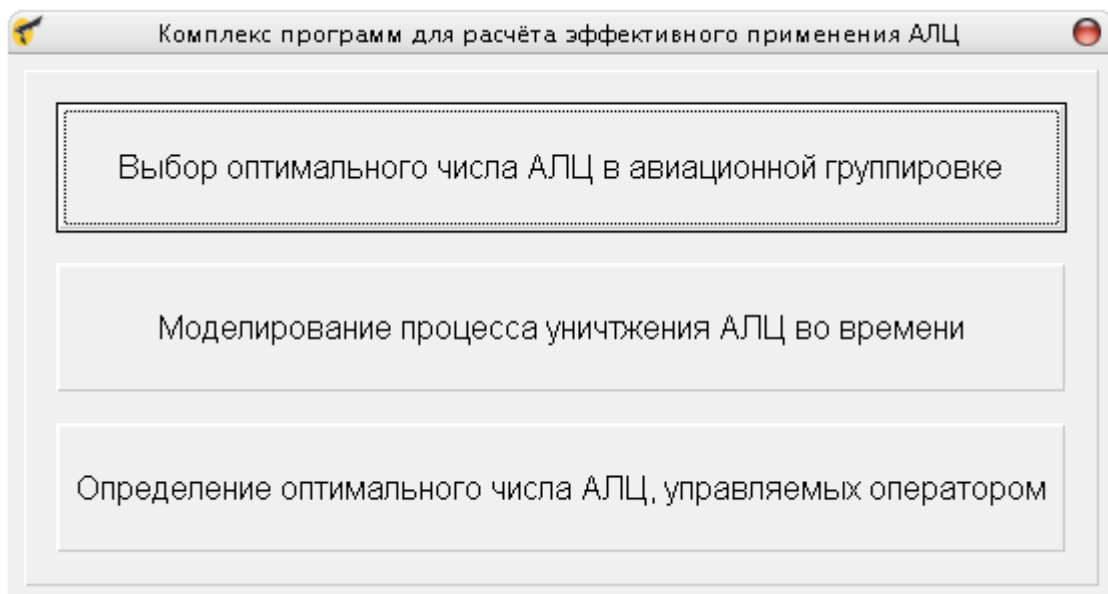 Комплекс программ для расчёта эффективного применения АЛЦ
Выбор оптимального числа АЛЦ в авиационной группировке
Моделирование процесса уничтжения АЛЦ во времени
Определение оптимального числа АЛЦ, управляемых оператором